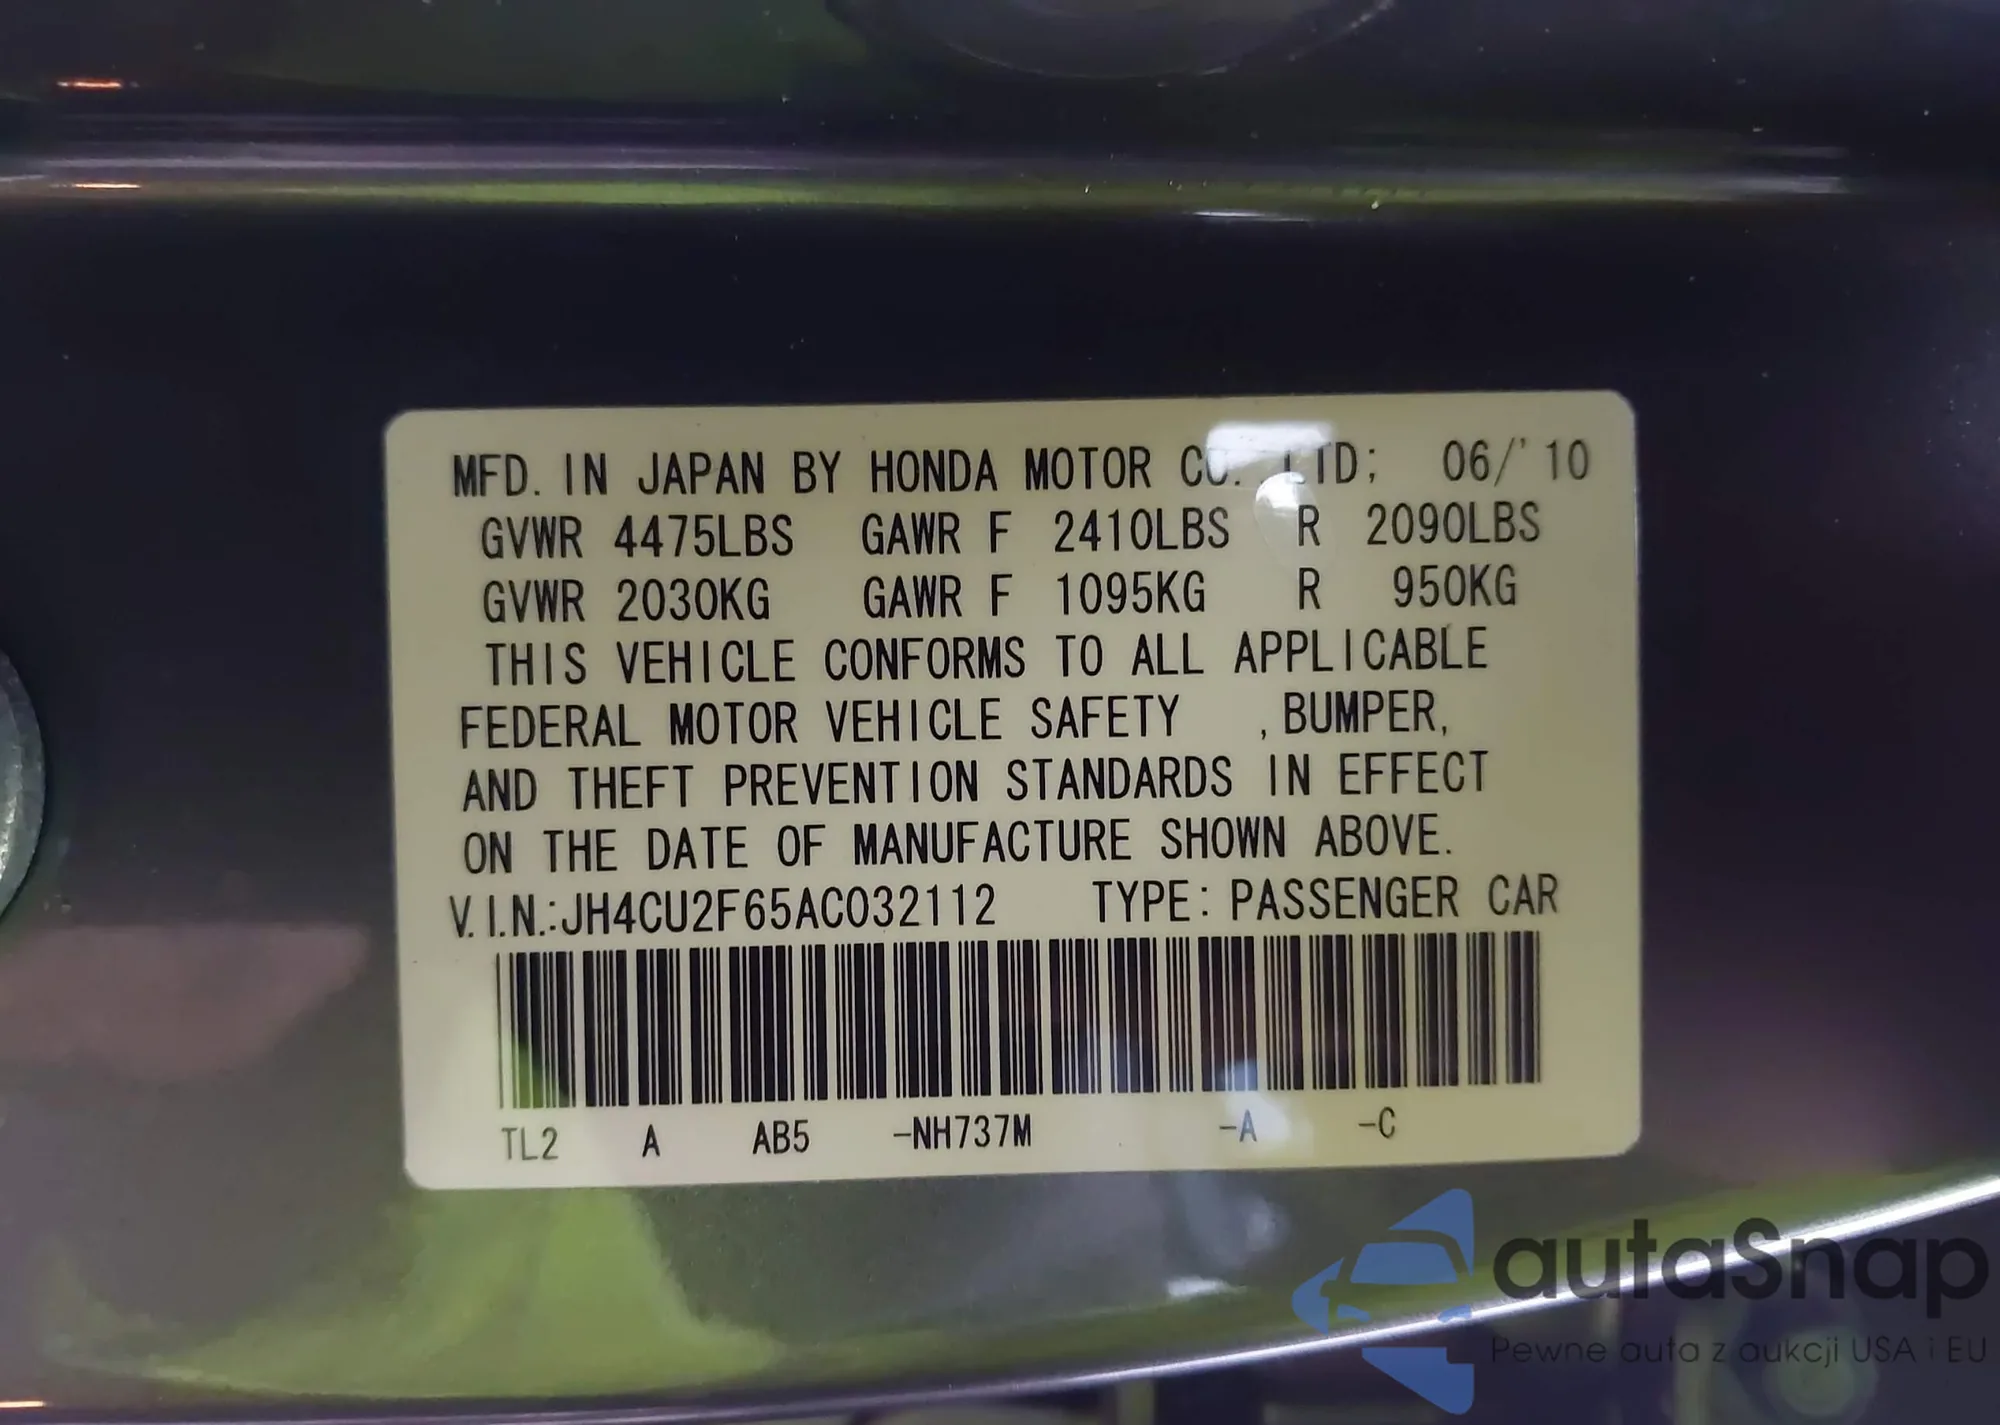 MFD. IN JAPAN BY HONDA MOTOR CO. LTD; 06/'10
GVWR 4475LBS GAWR F 2410LBS R 2090LBS
GVWR 2030KG GAWR F 1095KG R 950KG
THIS VEHICLE CONFORMS TO ALL APPLICABLE
FEDERAL MOTOR VEHICLE SAFETY , BUMPER,
AND THEFT PREVENTION STANDARDS IN EFFECT
ON THE DATE OF MANUFACTURE SHOWN ABOVE.
V.I.N.:JH4CU2F65AC032112 TYPE: PASSENGER CAR
TL2 A AB5 -NH737M -A -C
autaSnap
Pewne auta z aukcji USA i EU